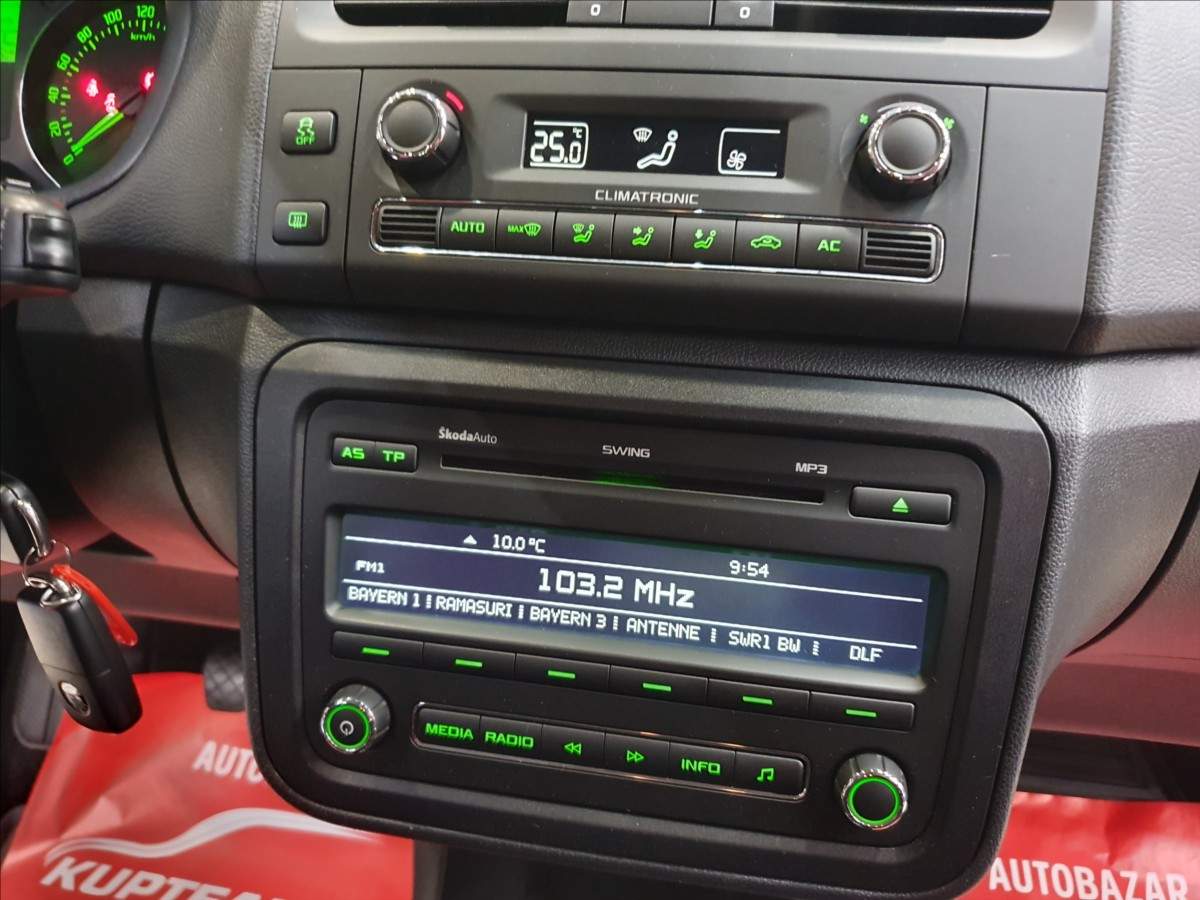 0 0
120
100
80
60
40
20
0
km/h
OFF
25.0 °C
CLIMATRONIC
AUTO MAX AC
ŠkodaAuto SWING MP3
AS TP
10.0 °C 9:54
FM1 103.2 MHz
BAYERN 1 RAMASURI BAYERN 3 ANTENNE SWR1 BW DLF
MEDIA RADIO INFO
AUTO
KUPTE
AUTOBAZAR